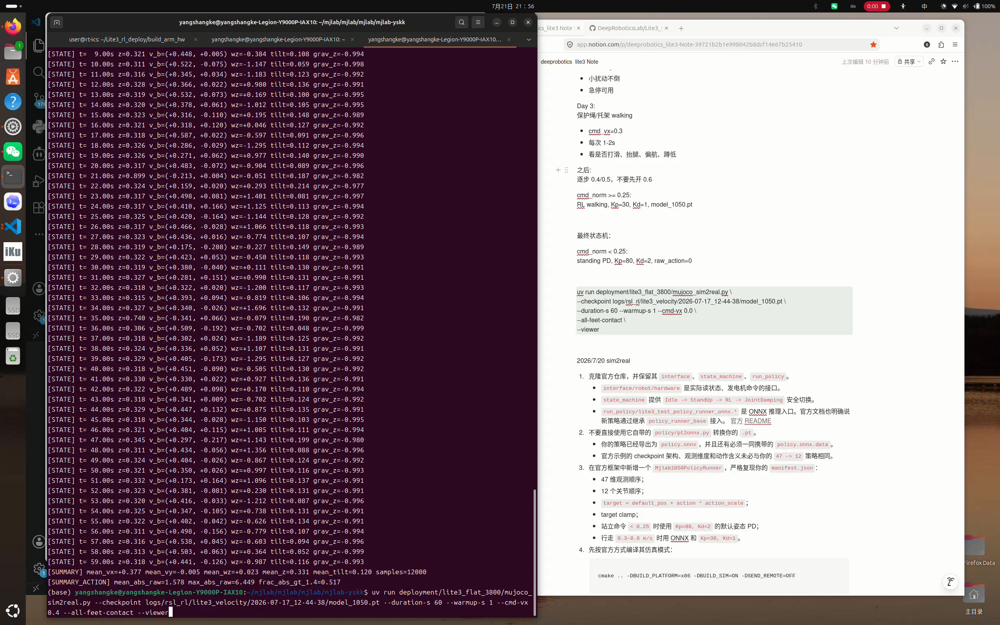 7月21日 21：56
0:00
中
100%
yangshangke@yangshangke-Legion-Y9000P-IAX10: ~/mjlab/mjlab/mjlab/mjlab-yskk
user@rt-ics: ~/Lite3_rl_deploy/build_arm_hw
yangshangke@yangshangke-Legion-Y9000P-IAX10: ~
yangshangke@yangshangke-Legion-Y9000P-IAX10...
[STATE] t=  9.00s z=0.321 v_b=(+0.448, +0.005) wz=-0.384 tilt=0.108 grav_z=-0.994
[STATE] t= 10.00s z=0.311 v_b=(+0.522, -0.075) wz=-1.147 tilt=0.059 grav_z=-0.998
[STATE] t= 11.00s z=0.316 v_b=(+0.345, +0.034) wz=-1.183 tilt=0.123 grav_z=-0.992
[STATE] t= 12.00s z=0.328 v_b=(+0.366, +0.022) wz=+0.980 tilt=0.136 grav_z=-0.991
[STATE] t= 13.00s z=0.319 v_b=(+0.532, +0.073) wz=+0.169 tilt=0.100 grav_z=-0.995
[STATE] t= 14.00s z=0.320 v_b=(+0.378, +0.061) wz=-1.012 tilt=0.105 grav_z=-0.995
[STATE] t= 15.00s z=0.323 v_b=(+0.316, -0.110) wz=+0.195 tilt=0.148 grav_z=-0.989
[STATE] t= 16.00s z=0.321 v_b=(+0.318, +0.120) wz=+0.046 tilt=0.127 grav_z=-0.992
[STATE] t= 17.00s z=0.318 v_b=(+0.587, +0.022) wz=-0.597 tilt=0.091 grav_z=-0.996
[STATE] t= 18.00s z=0.326 v_b=(+0.286, -0.029) wz=-1.295 tilt=0.112 grav_z=-0.994
[STATE] t= 19.00s z=0.326 v_b=(+0.271, +0.062) wz=+0.977 tilt=0.140 grav_z=-0.990
[STATE] t= 20.00s z=0.317 v_b=(+0.483, -0.072) wz=-0.904 tilt=0.089 grav_z=-0.996
[STATE] t= 21.00s z=0.899 v_b=(-0.213, +0.004) wz=-0.051 tilt=0.187 grav_z=-0.982
[STATE] t= 22.00s z=0.324 v_b=(+0.159, +0.020) wz=+0.293 tilt=0.214 grav_z=-0.977
[STATE] t= 23.00s z=0.317 v_b=(+0.498, +0.081) wz=+1.401 tilt=0.081 grav_z=-0.997
[STATE] t= 24.00s z=0.317 v_b=(+0.410, +0.166) wz=+1.125 tilt=0.113 grav_z=-0.994
[STATE] t= 25.00s z=0.325 v_b=(+0.420, -0.164) wz=-1.144 tilt=0.128 grav_z=-0.992
[STATE] t= 26.00s z=0.317 v_b=(+0.466, -0.028) wz=+1.066 tilt=0.118 grav_z=-0.993
[STATE] t= 27.00s z=0.323 v_b=(+0.436, +0.016) wz=-0.774 tilt=0.107 grav_z=-0.994
[STATE] t= 28.00s z=0.319 v_b=(+0.175, -0.208) wz=-0.227 tilt=0.149 grav_z=-0.989
[STATE] t= 29.00s z=0.322 v_b=(+0.423, +0.053) wz=-0.450 tilt=0.118 grav_z=-0.993
[STATE] t= 30.00s z=0.319 v_b=(+0.380, -0.040) wz=+0.111 tilt=0.130 grav_z=-0.991
[STATE] t= 31.00s z=0.327 v_b=(+0.281, +0.151) wz=+0.990 tilt=0.131 grav_z=-0.991
[STATE] t= 32.00s z=0.318 v_b=(+0.322, +0.020) wz=-1.200 tilt=0.117 grav_z=-0.993
[STATE] t= 33.00s z=0.315 v_b=(+0.393, +0.094) wz=-0.819 tilt=0.106 grav_z=-0.994
[STATE] t= 34.00s z=0.327 v_b=(+0.340, -0.026) wz=+1.696 tilt=0.132 grav_z=-0.991
[STATE] t= 35.00s z=0.740 v_b=(-0.341, +0.066) wz=-0.079 tilt=0.190 grav_z=-0.982
[STATE] t= 36.00s z=0.306 v_b=(+0.509, -0.192) wz=-0.702 tilt=0.048 grav_z=-0.999
[STATE] t= 37.00s z=0.318 v_b=(+0.302, +0.024) wz=-1.189 tilt=0.125 grav_z=-0.992
[STATE] t= 38.00s z=0.324 v_b=(+0.336, +0.052) wz=+1.107 tilt=0.131 grav_z=-0.991
[STATE] t= 39.00s z=0.329 v_b=(+0.405, -0.173) wz=-1.295 tilt=0.127 grav_z=-0.992
[STATE] t= 40.00s z=0.318 v_b=(+0.451, -0.090) wz=-0.505 tilt=0.130 grav_z=-0.992
[STATE] t= 41.00s z=0.330 v_b=(+0.330, +0.022) wz=+0.927 tilt=0.136 grav_z=-0.991
[STATE] t= 42.00s z=0.322 v_b=(+0.489, +0.098) wz=+0.170 tilt=0.110 grav_z=-0.994
[STATE] t= 43.00s z=0.318 v_b=(+0.341, +0.009) wz=-0.702 tilt=0.124 grav_z=-0.992
[STATE] t= 44.00s z=0.329 v_b=(+0.447, +0.132) wz=+0.875 tilt=0.135 grav_z=-0.991
[STATE] t= 45.00s z=0.318 v_b=(+0.344, -0.028) wz=-1.150 tilt=0.103 grav_z=-0.995
[STATE] t= 46.00s z=0.321 v_b=(+0.404, +0.115) wz=+1.085 tilt=0.111 grav_z=-0.994
[STATE] t= 47.00s z=0.345 v_b=(+0.297, -0.217) wz=+1.143 tilt=0.199 grav_z=-0.980
[STATE] t= 48.00s z=0.311 v_b=(+0.434, -0.056) wz=+1.356 tilt=0.088 grav_z=-0.996
[STATE] t= 49.00s z=0.324 v_b=(+0.404, -0.026) wz=-0.867 tilt=0.124 grav_z=-0.992
[STATE] t= 50.00s z=0.321 v_b=(+0.350, +0.026) wz=+0.997 tilt=0.116 grav_z=-0.993
[STATE] t= 51.00s z=0.332 v_b=(+0.173, +0.164) wz=+1.096 tilt=0.137 grav_z=-0.991
[STATE] t= 52.00s z=0.323 v_b=(+0.381, -0.081) wz=+0.230 tilt=0.131 grav_z=-0.991
[STATE] t= 53.00s z=0.320 v_b=(+0.416, -0.033) wz=-1.212 tilt=0.087 grav_z=-0.996
[STATE] t= 54.00s z=0.325 v_b=(+0.347, -0.105) wz=+0.738 tilt=0.131 grav_z=-0.991
[STATE] t= 55.00s z=0.322 v_b=(+0.402, -0.042) wz=-0.626 tilt=0.134 grav_z=-0.991
[STATE] t= 56.00s z=0.311 v_b=(+0.498, -0.156) wz=-0.779 tilt=0.107 grav_z=-0.994
[STATE] t= 57.00s z=0.316 v_b=(+0.538, +0.045) wz=-0.603 tilt=0.094 grav_z=-0.996
[STATE] t= 58.00s z=0.313 v_b=(+0.503, +0.063) wz=+0.364 tilt=0.052 grav_z=-0.999
[STATE] t= 59.00s z=0.318 v_b=(+0.441, -0.126) wz=-0.987 tilt=0.116 grav_z=-0.993
[SUMMARY] mean_vx=+0.377 mean_vy=-0.005 mean_wz=+0.023 mean_z=0.331 mean_tilt=0.120 samples=12000
[SUMMARY_ACTION] mean_abs_raw=1.578 max_abs_raw=6.449 frac_abs_gt_1.4=0.517
(base) yangshangke@yangshangke-Legion-Y9000P-IAX10:~/mjlab/mjlab/mjlab/mjlab-yskk$ uv run deployment/lite3_flat_3800/mujoco_
sim2real.py --checkpoint logs/rsl_rl/lite3_velocity/2026-07-17_12-44-38/model_1050.pt --duration-s 60 --warmup-s 1 --cmd-vx
0.4 --all-feet-contact --viewer
1
178
1
1
iKu
SSD
SSD
ics_lite3 Note
DeepRoboticsLab/Lite3_
app.notion.com/p/deeprobotics_lite3-Note-39721b2b1e998042b8dcf14e67b25410
S
deeprobotics lite3 Note
上次编辑 10 分钟前
共享
小扰动不倒
急停可用
Day 3:
保护绳/托架 walking
cmd_vx=0.3
每次 1-2s
看是否打滑、抬腿、偏航、蹲低
之后:
逐步 0.4/0.5，不要先开 0.6
cmd_norm >= 0.25:
RL walking, Kp=30, Kd=1, model_1050.pt
最终状态机：
cmd_norm < 0.25:
standing PD, Kp=80, Kd=2, raw_action=0
uv run deployment/lite3_flat_3800/mujoco_sim2real.py \
--checkpoint logs/rsl_rl/lite3_velocity/2026-07-17_12-44-38/model_1050.pt \
--duration-s 60 --warmup-s 1 --cmd-vx 0.0 \
--all-feet-contact \
--viewer
2026/7/20 sim2real
1. 克隆官方仓库，并保留其 interface、state_machine、run_policy。
interface/robot/hardware 是实际读状态、发电机命令的接口。
state_machine 提供 Idle -> StandUp -> RL -> JointDamping 安全切换。
run_policy/lite3_test_policy_runner_onnx.* 是 ONNX 推理入口。官方文档也明确说
新策略通过继承 policy_runner_base 接入。 官方 README
2. 不要直接使用它自带的 policy/pt2onnx.py 转换你的 .pt。
你的策略已经导出为 policy.onnx，并且还有必须一同携带的 policy.onnx.data。
官方示例的 checkpoint 架构、观测维度和动作含义未必与你的 47 -> 12 策略相同。
3. 在官方框架中新增一个 Mjlab1050PolicyRunner，严格复现你的 manifest.json：
47 维观测顺序；
12 个关节顺序；
target = default_pos + action * action_scale；
target clamp；
站立命令 < 0.25 时使用 Kp=80, Kd=2 的默认姿态 PD；
行走 0.3–0.6 m/s 时用 ONNX 和 Kp=30, Kd=1。
4. 先按官方方式编译其仿真模式：
cmake .. -DBUILD_PLATFORM=x86 -DBUILD_SIM=ON -DSEND_REMOTE=OFF
Firefox Data
主目录